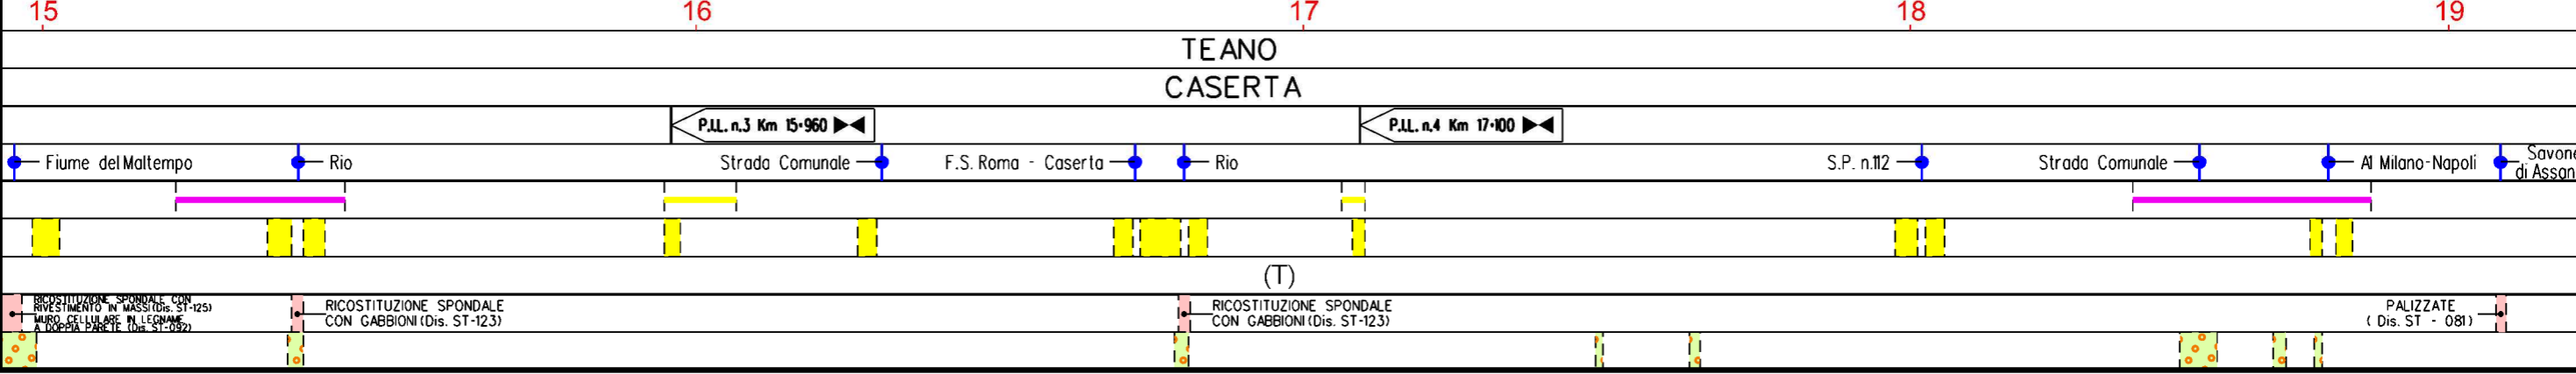 15 16 17 18 19
TEANO
CASERTA
P.I.L. n.3 Km 15+960
P.I.L. n.4 Km 17+100
Fiume del Maltempo
Rio
Strada Comunale
F.S. Roma - Caserta
Rio
S.P. n.112
Strada Comunale
A1 Milano-Napoli
Savone
di Assan
(T)
RICOSTITUZIONE SPONDALE CON
RIVESTIMENTO IN MASSI (Dis. ST-125)
MURO CELLULARE IN LEGNAME
A DOPPIA PARETE (Dis. ST-092)
RICOSTITUZIONE SPONDALE
CON GABBIONI (Dis. ST-123)
RICOSTITUZIONE SPONDALE
CON GABBIONI (Dis. ST-123)
PALIZZATE
( Dis. ST - 081)